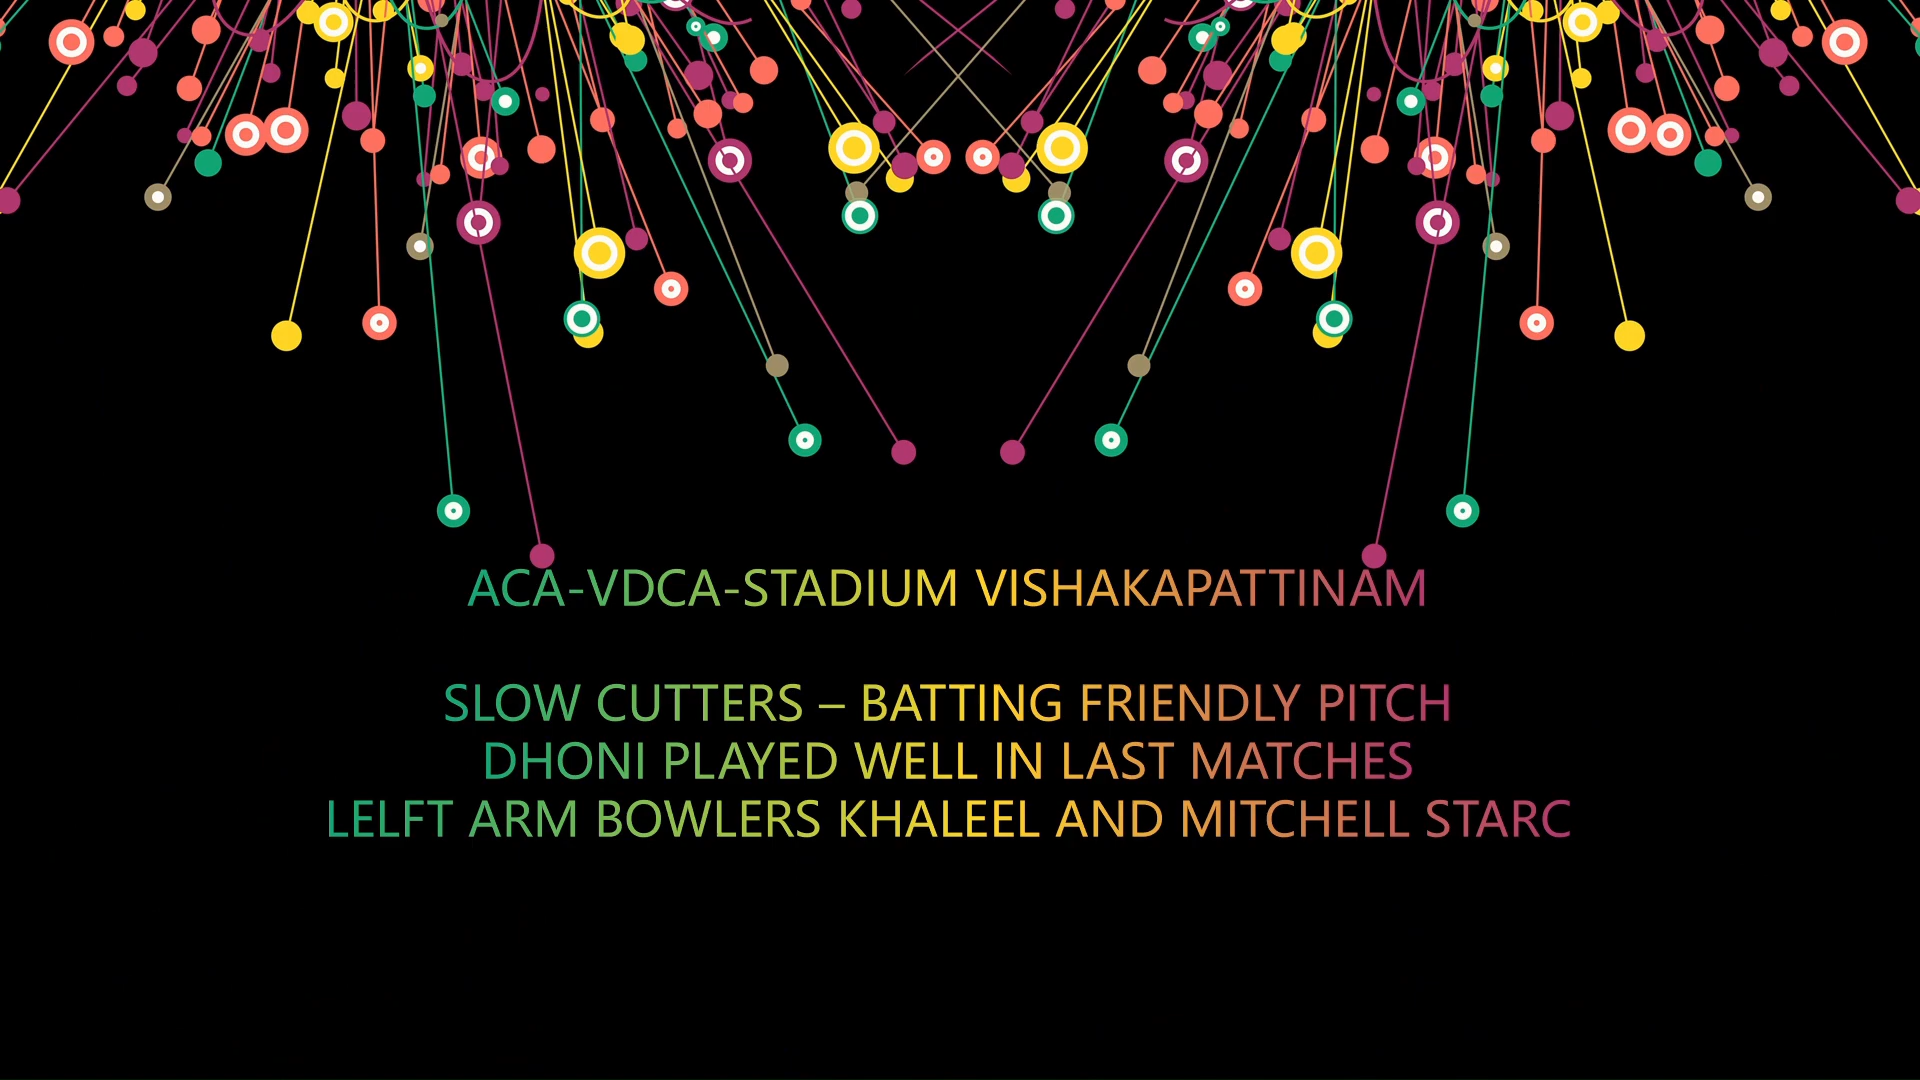 ACA-VDCA-STADIUM VISHAKAPATTINAM
SLOW CUTTERS – BATTING FRIENDLY PITCH
DHONI PLAYED WELL IN LAST MATCHES
LELFT ARM BOWLERS KHALEEL AND MITCHELL STARC